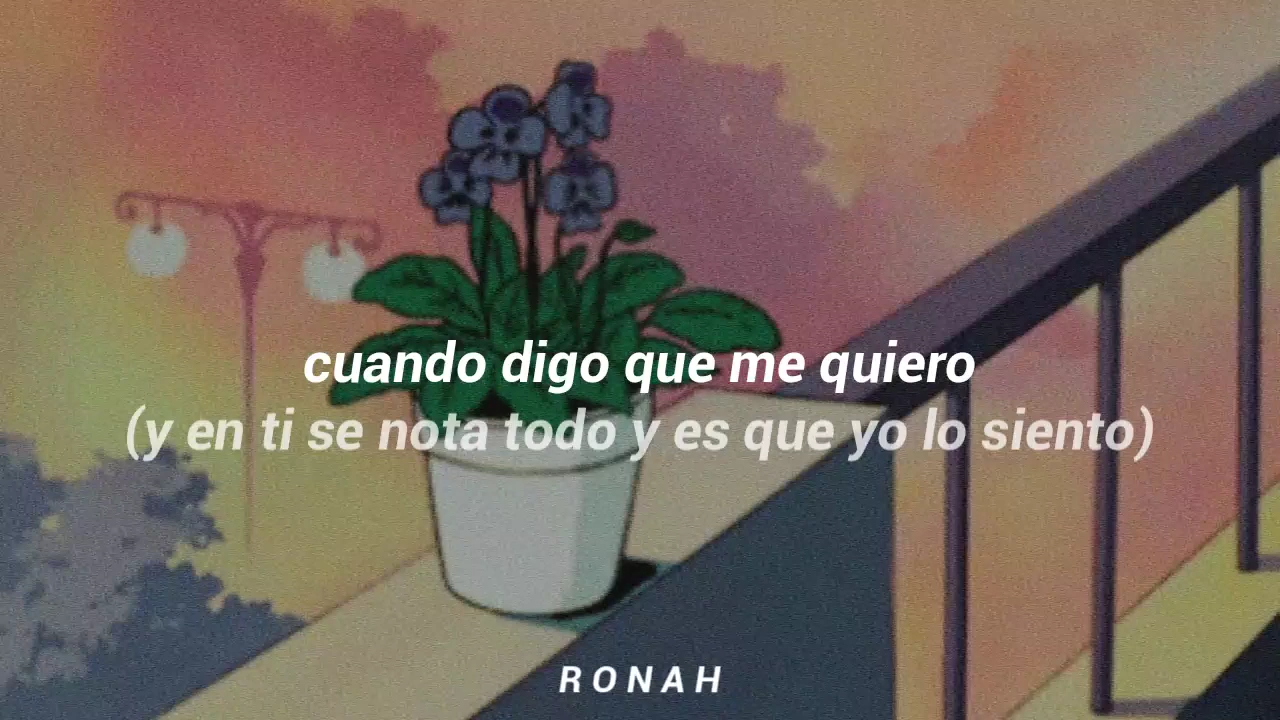 cuando digo que me quiero
(y en ti se nota todo y es que yo lo siento)
RONAH